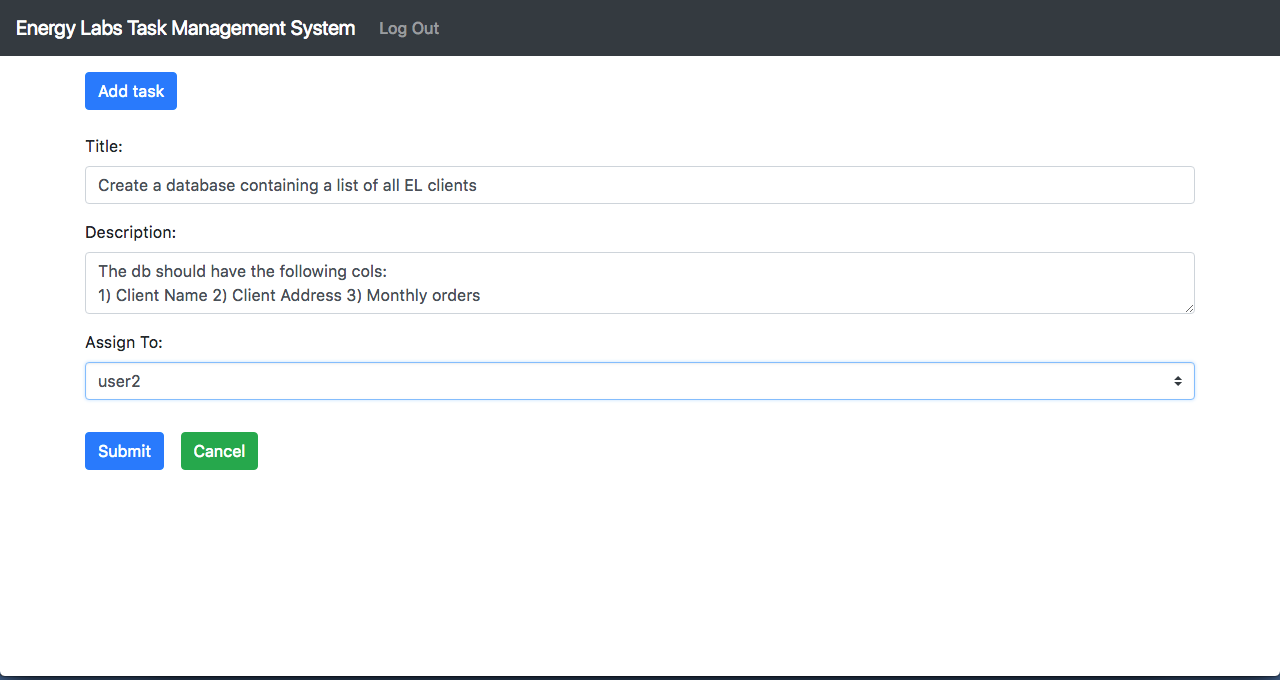 Energy Labs Task Management System Log Out
Add task
Title:
Create a database containing a list of all EL clients
Description:
The db should have the following cols:
1) Client Name 2) Client Address 3) Monthly orders
Assign To:
user2
Submit Cancel